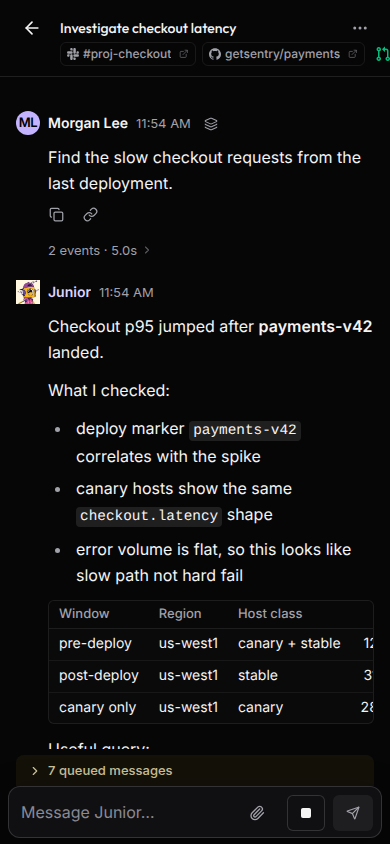 Investigate checkout latency
#proj-checkout
getsentry/payments
ML
Morgan Lee 11:54 AM
Find the slow checkout requests from the
last deployment.
2 events · 5.0s
Junior 11:54 AM
Checkout p95 jumped after payments-v42
landed.
What I checked:
deploy marker payments-v42
correlates with the spike
canary hosts show the same
checkout.latency shape
error volume is flat, so this looks like
slow path not hard fail
Window Region Host class
pre-deploy us-west1 canary + stable
post-deploy us-west1 stable
canary only us-west1 canary
Useful query:
7 queued messages
Message Junior...